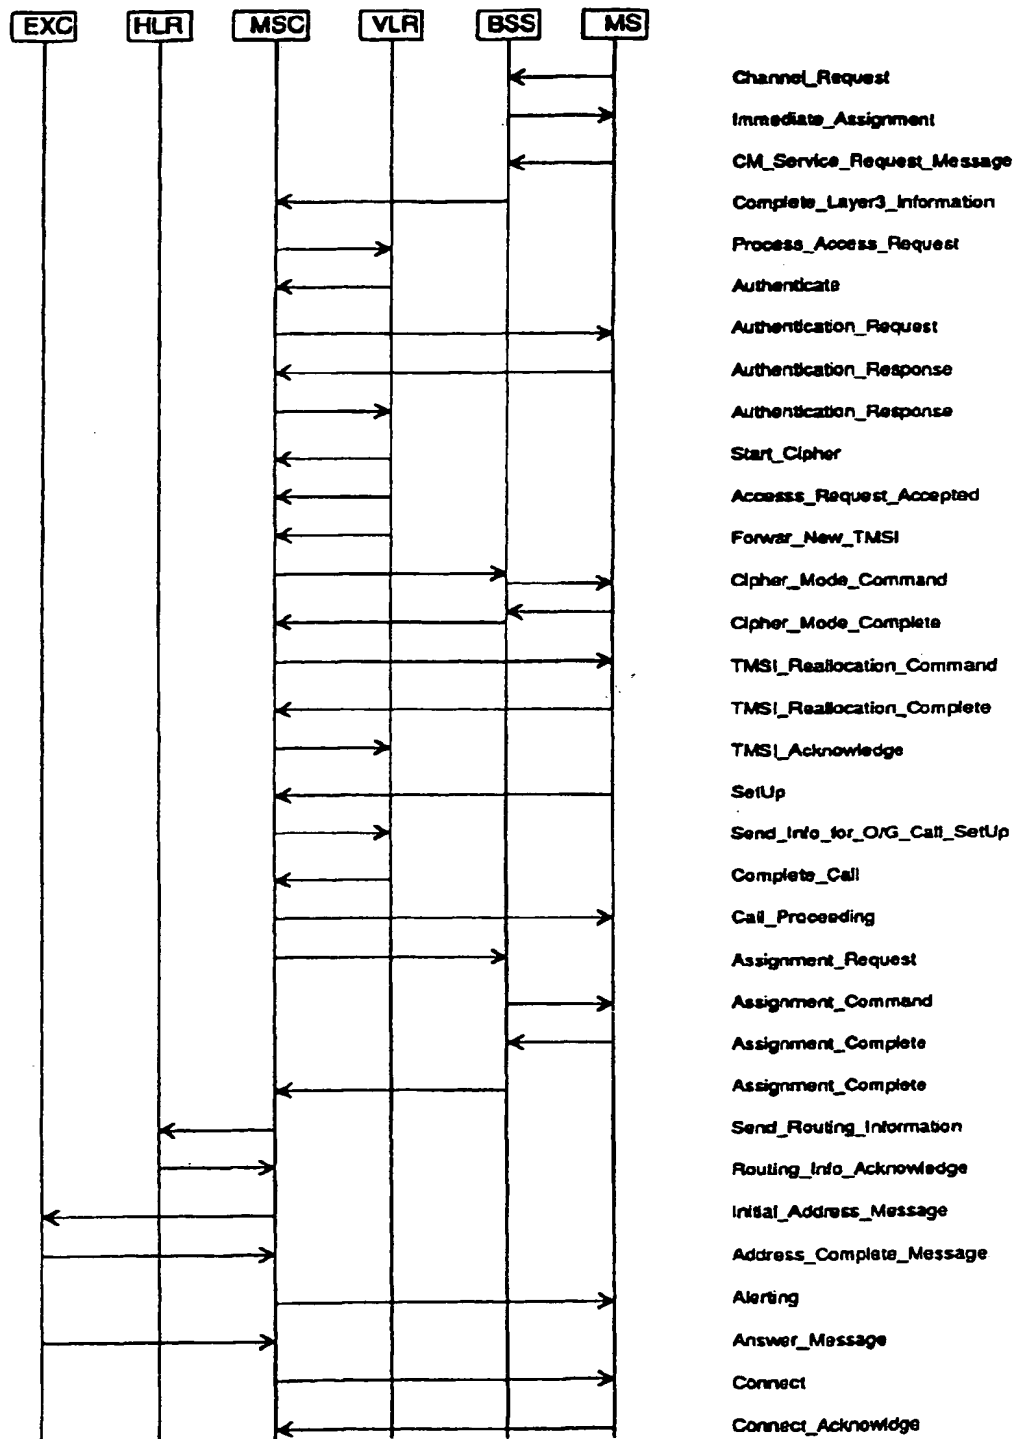 EXC HLR MSC VLR BSS MS
Channel_Request
Immediate_Assignment
CM_Service_Request_Message
Complete_Layer3_Information
Process_Access_Request
Authenticate
Authentication_Request
Authentication_Response
Authentication_Response
Start_Cipher
Accesss_Request_Accepted
Forwar_New_TMSI
Cipher_Mode_Command
Cipher_Mode_Complete
TMSI_Reallocation_Command
TMSI_Reallocation_Complete
TMSI_Acknowledge
SetUp
Send_Info_for_O/G_Call_SetUp
Complete_Call
Call_Proceeding
Assignment_Request
Assignment_Command
Assignment_Complete
Assignment_Complete
Send_Routing_Information
Routing_Info_Acknowledge
Initial_Address_Message
Address_Complete_Message
Alerting
Answer_Message
Connect
Connect_Acknowldge